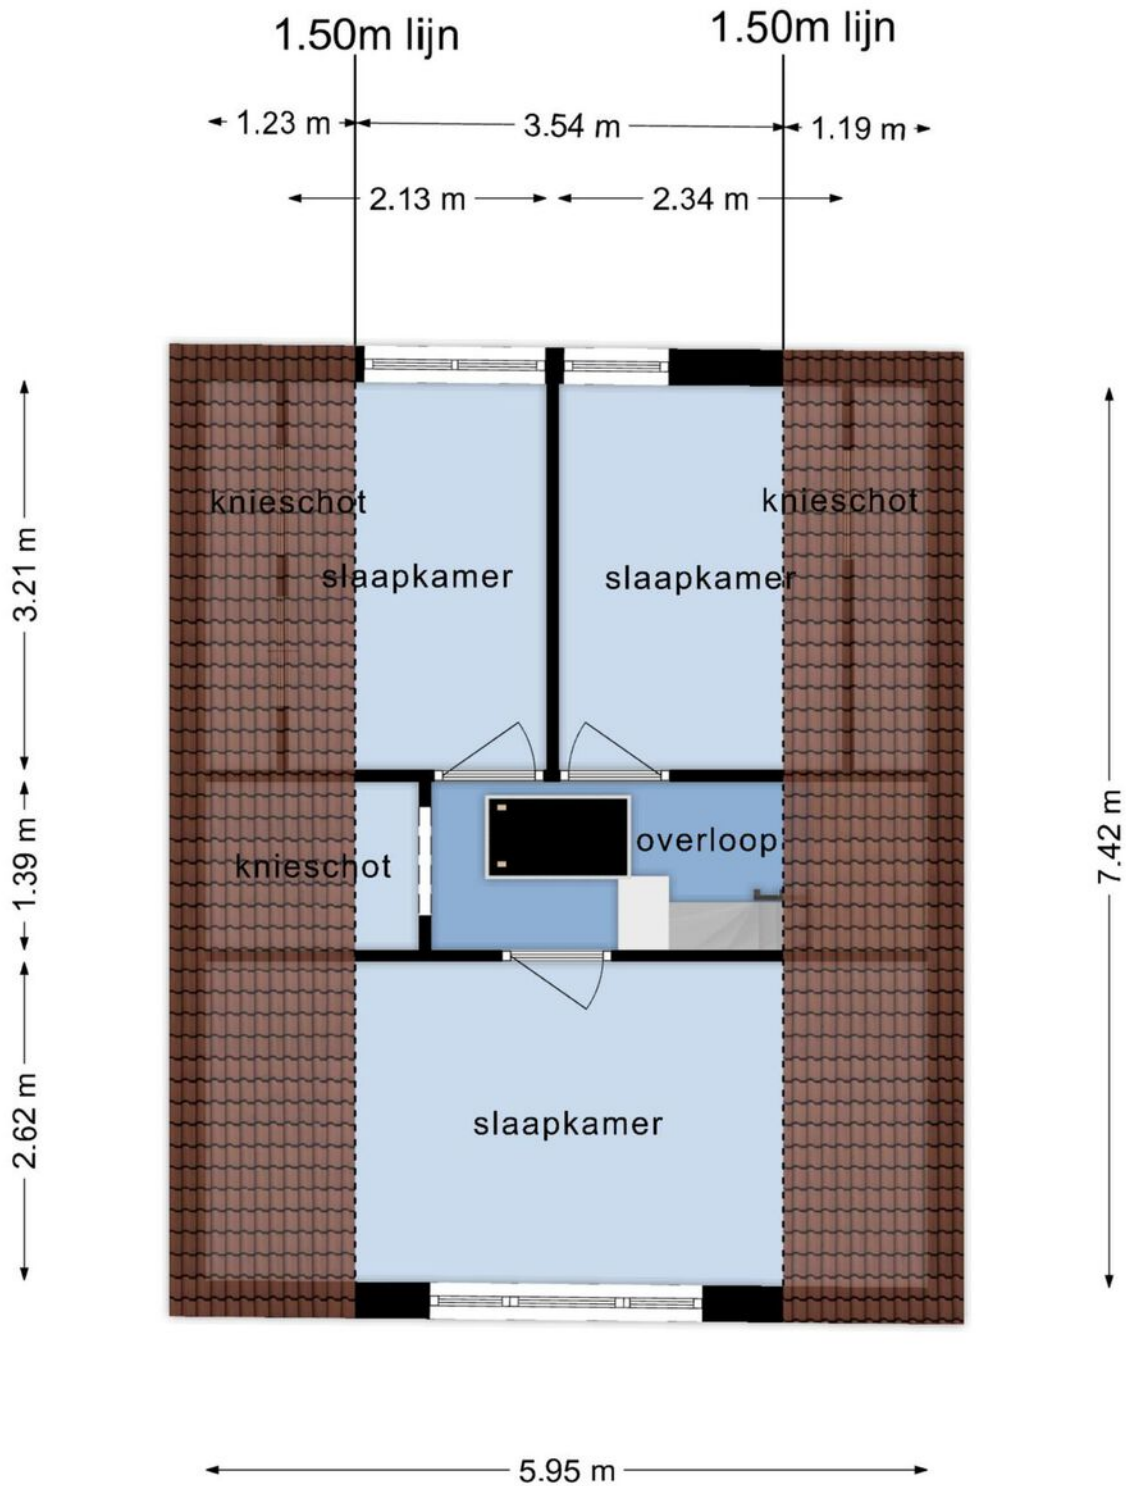 1.50m lijn
1.50m lijn
1.23 m
3.54 m
1.19 m
2.13 m
2.34 m
knieschot
knieschot
slaapkamer
slaapkamer
3.21 m
overloop
knieschot
1.39 m
7.42 m
slaapkamer
2.62 m
5.95 m